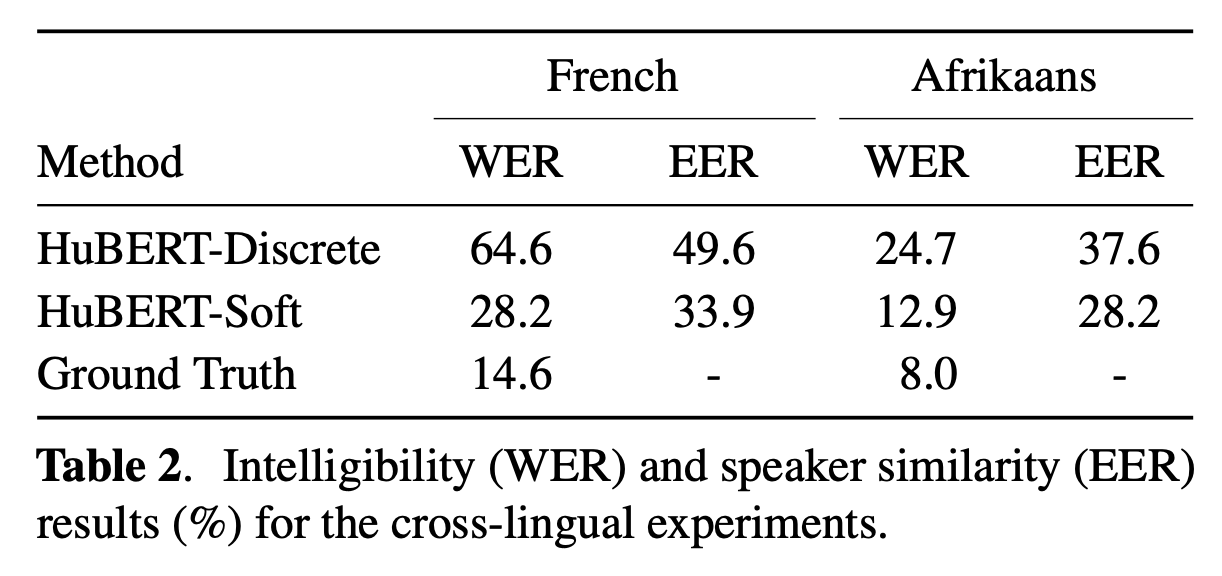 French Afrikaans
Method WER EER WER EER
HuBERT-Discrete 64.6 49.6 24.7 37.6
HuBERT-Soft 28.2 33.9 12.9 28.2
Ground Truth 14.6 - 8.0 -
Table 2. Intelligibility (WER) and speaker similarity (EER)
results (%) for the cross-lingual experiments.